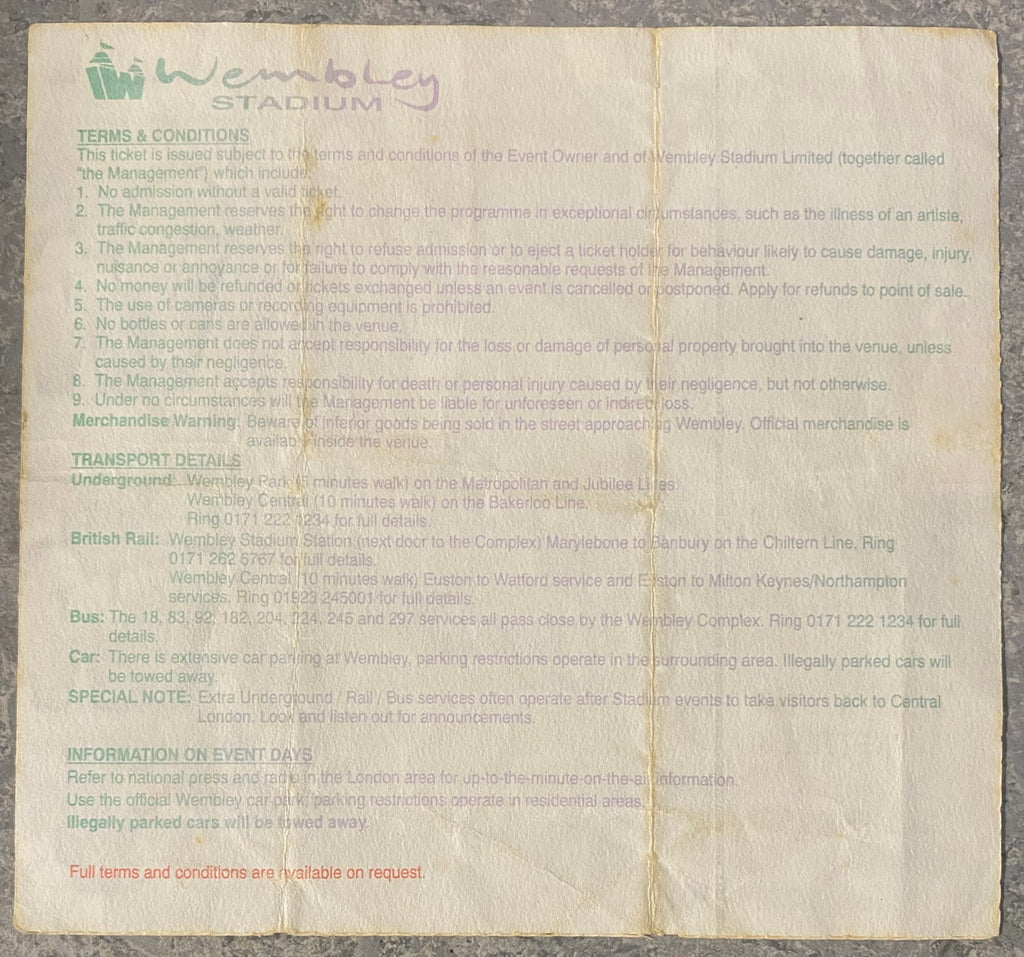 Wembley
STADIUM
TERMS & CONDITIONS
This ticket is issued subject to the terms and conditions of the Event Owner and of Wembley Stadium Limited (together called
"the Management") which include:
1. No admission without a valid ticket.
2. The Management reserves the right to change the programme in exceptional circumstances, such as the illness of an artiste,
traffic congestion, weather.
3. The Management reserves the right to refuse admission or to eject a ticket holder for behaviour likely to cause damage, injury,
nuisance or annoyance or for failure to comply with the reasonable requests of the Management.
4. No money will be refunded or tickets exchanged unless an event is cancelled or postponed. Apply for refunds to point of sale.
5. The use of cameras or recording equipment is prohibited.
6. No bottles or cans are allowed in the venue.
7. The Management does not accept responsibility for the loss or damage of personal property brought into the venue, unless
caused by their negligence.
8. The Management accepts responsibility for death or personal injury caused by their negligence, but not otherwise.
9. Under no circumstances will the Management be liable for unforeseen or indirect loss.
Merchandise Warning: Beware of inferior goods being sold in the street approaching Wembley. Official merchandise is
available inside the venue.
TRANSPORT DETAILS
Underground: Wembley Park (5 minutes walk) on the Metropolitan and Jubilee Lines.
Wembley Central (10 minutes walk) on the Bakerloo Line.
Ring 0171 222 1234 for full details.
British Rail: Wembley Stadium Station (next door to the Complex) Marylebone to Banbury on the Chiltern Line. Ring
0171 262 6767 for full details.
Wembley Central (10 minutes walk) Euston to Watford service and Euston to Milton Keynes/Northampton
services. Ring 01923 245001 for full details.
Bus: The 18, 83, 92, 182, 204, 224, 245 and 297 services all pass close by the Wembley Complex. Ring 0171 222 1234 for full
details.
Car: There is extensive car parking at Wembley, parking restrictions operate in the surrounding area. Illegally parked cars will
be towed away.
SPECIAL NOTE: Extra Underground / Rail / Bus services often operate after Stadium events to take visitors back to Central
London. Look and listen out for announcements.
INFORMATION ON EVENT DAYS
Refer to national press and radio in the London area for up-to-the-minute-on-the-air information.
Use the official Wembley car park, parking restrictions operate in residential areas.
Illegally parked cars will be towed away.
Full terms and conditions are available on request.